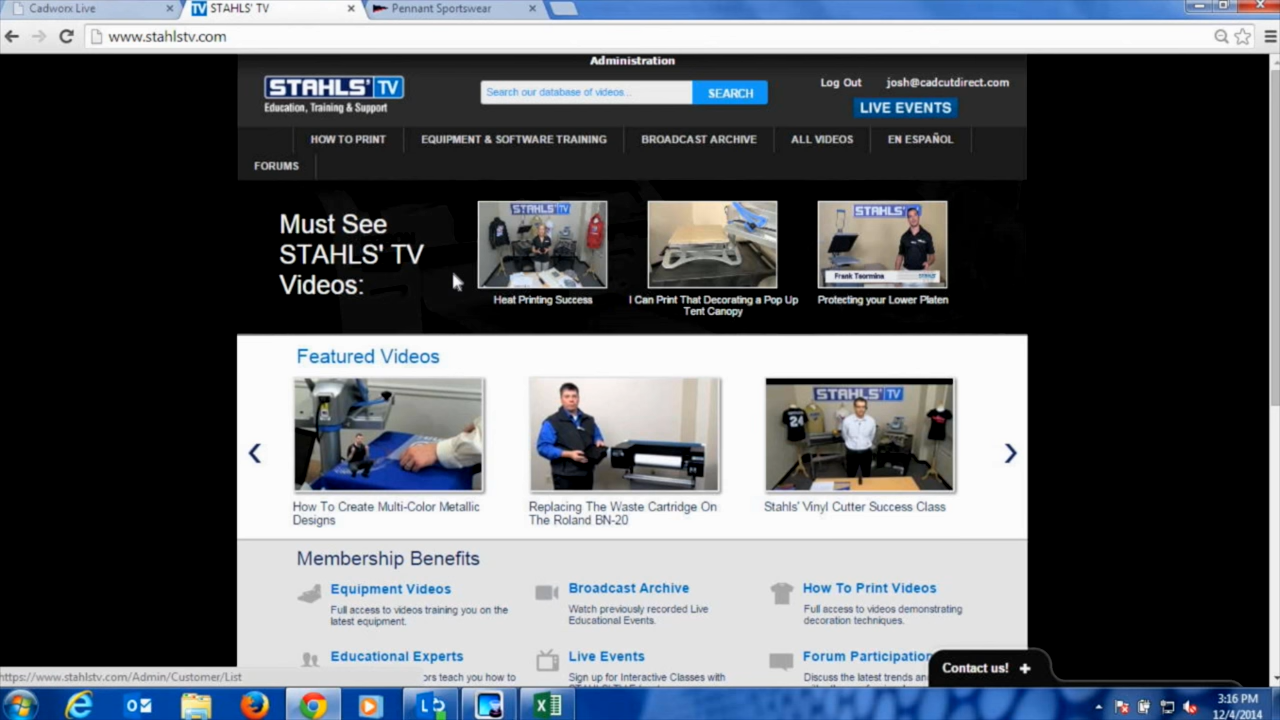 Cadworx Live
STAHLS' TV
Pennant Sportswear
www.stahlstv.com
Administration
STAHLS' TV
Education, Training & Support
Search our database of videos...
SEARCH
Log Out
josh@cadcutdirect.com
LIVE EVENTS
HOW TO PRINT
EQUIPMENT & SOFTWARE TRAINING
BROADCAST ARCHIVE
ALL VIDEOS
EN ESPAÑOL
FORUMS
Must See
STAHLS' TV
Videos:
STAHLS' TV
Heat Printing Success
I Can Print That Decorating a Pop Up
Tent Canopy
STAHLS'
Frank Taormina
Protecting your Lower Platen
Featured Videos
How To Create Multi-Color Metallic
Designs
Replacing The Waste Cartridge On
The Roland BN-20
STAHLS' TV
24
Stahls' Vinyl Cutter Success Class
Membership Benefits
Equipment Videos
Full access to videos training you on the
latest equipment.
Broadcast Archive
Watch previously recorded Live
Educational Events.
How To Print Videos
Full access to videos demonstrating
decoration techniques.
Educational Experts
ors teach you how to
Live Events
Sign up for Interactive Classes with
Forum Participation
Discuss the latest trends an
Contact us! +
https://www.stahlstv.com/Admin/Customer/List
3:16 PM
12/4/2014